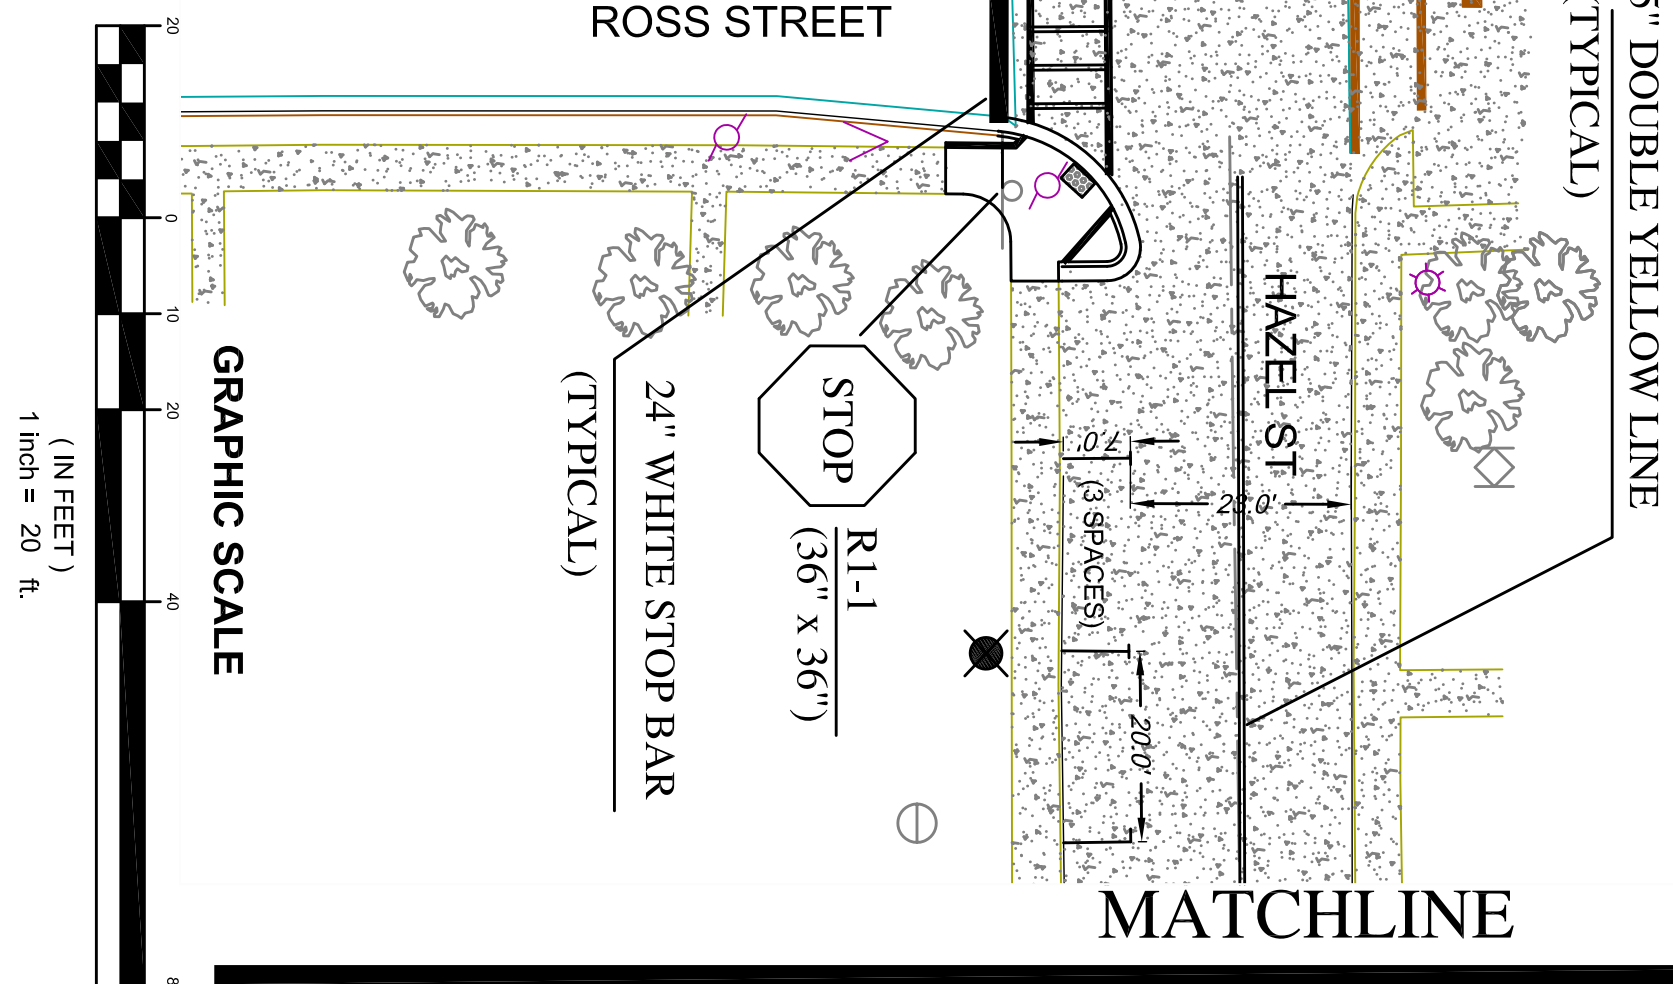 ROSS STREET
5" DOUBLE YELLOW LINE
(TYPICAL)
HAZEL ST
7.0'
23.0'
(3 SPACES)
20.0'
STOP
R1-1
(36" x 36")
24" WHITE STOP BAR
(TYPICAL)
GRAPHIC SCALE
20
0
10
20
40
8
( IN FEET )
1 inch = 20 ft.
MATCHLINE